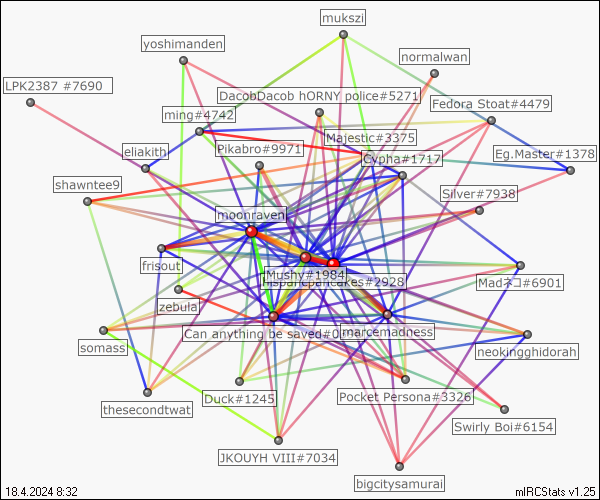 mukszi
yoshimanden
normalwan
LPK2387 #7690
DacobDacob hORNY police#5271
Fedora Stoat#4479
ming#4742
Majestic#3375
Pikabro#9971
eliakith
Cypha#1717
Eg.Master#1378
shawntee9
Silver#7938
moonraven
frisout
Mushy#1984
#2928
Madネコ#6901
zebula
Can anything be saved#0
marcemadness
somass
neokingghidorah
Duck#1245
Pocket Persona#3326
thesecondtwat
Swirly Boi#6154
JKOUYH VIII#7034
bigcitysamurai
18.4.2024 8:32
mIRCStats v1.25